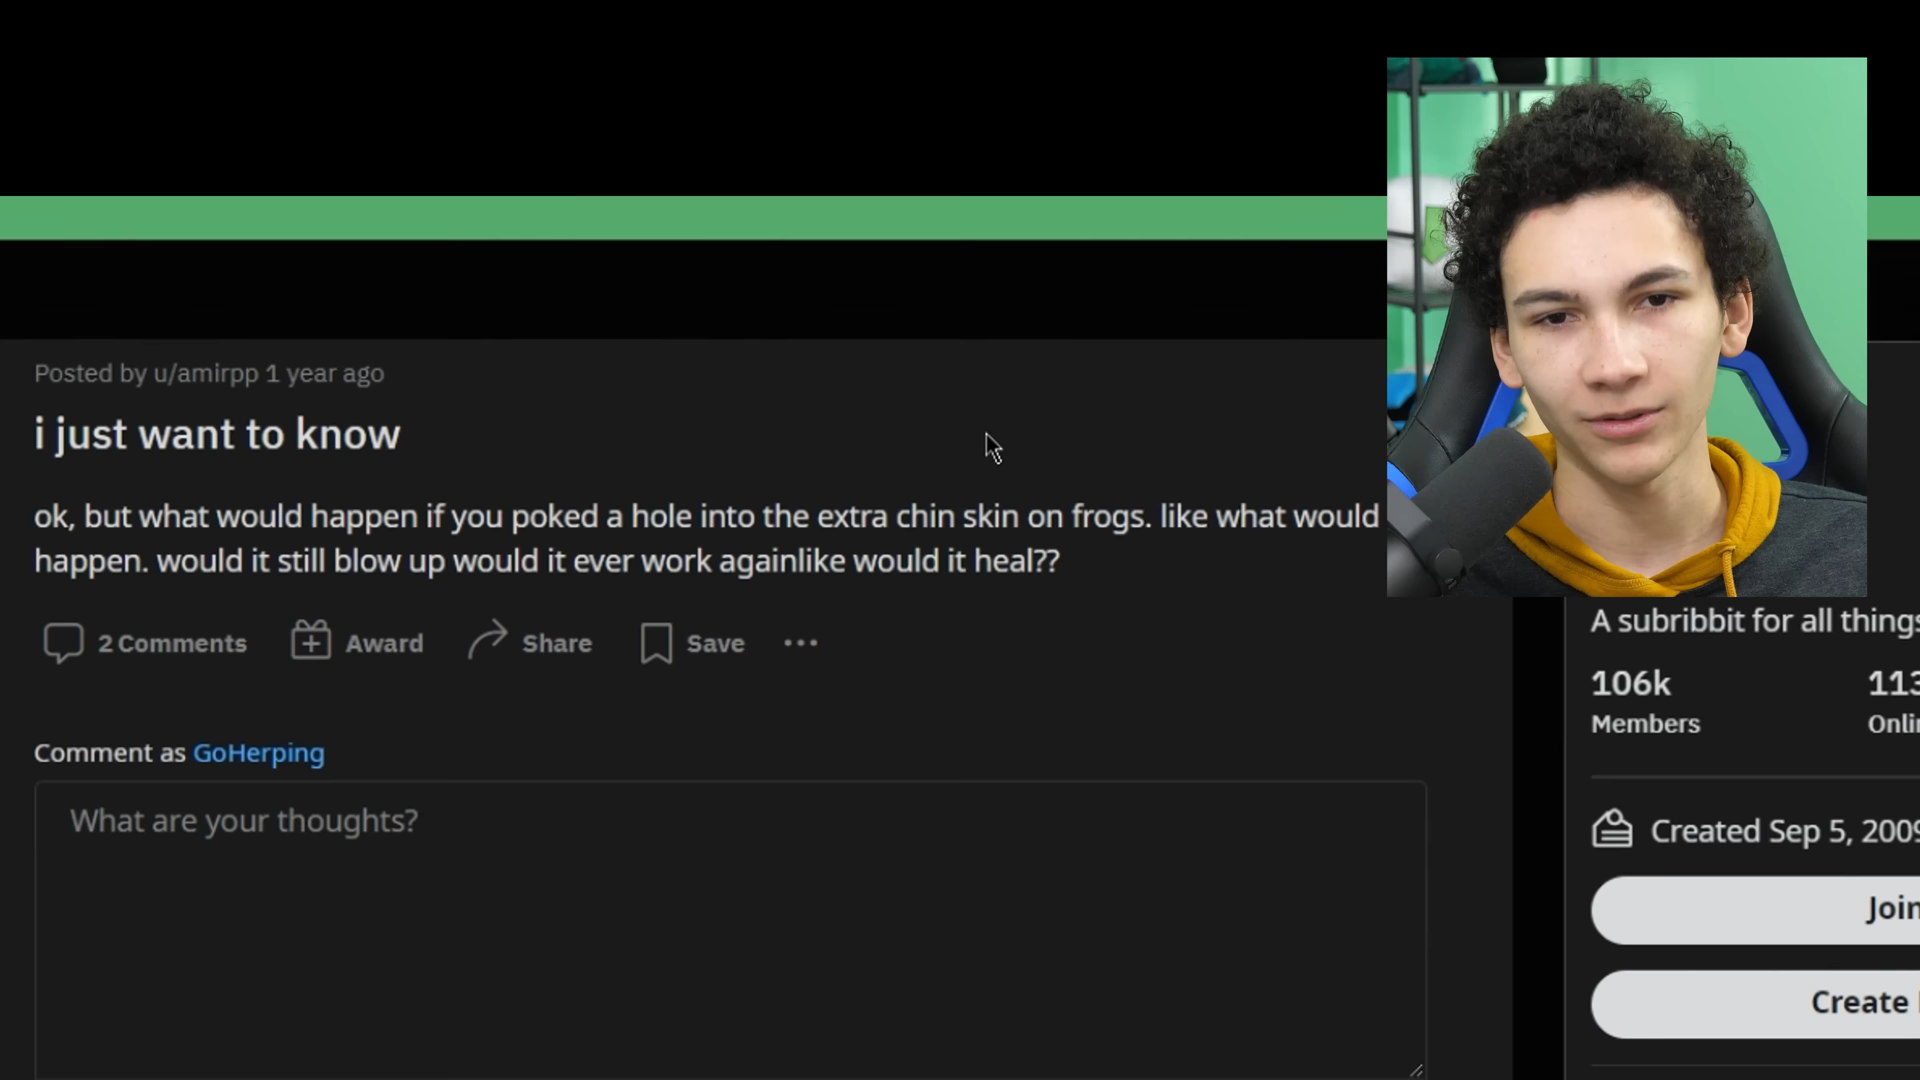 Posted by u/amirpp 1 year ago
i just want to know
ok, but what would happen if you poked a hole into the extra chin skin on frogs. like what would
happen. would it still blow up would it ever work againlike would it heal??
2 Comments Award Share Save
Comment as GoHerping
What are your thoughts?
A subribbit for all things
106k 113
Members Onlin
Created Sep 5, 2009
Join
Create